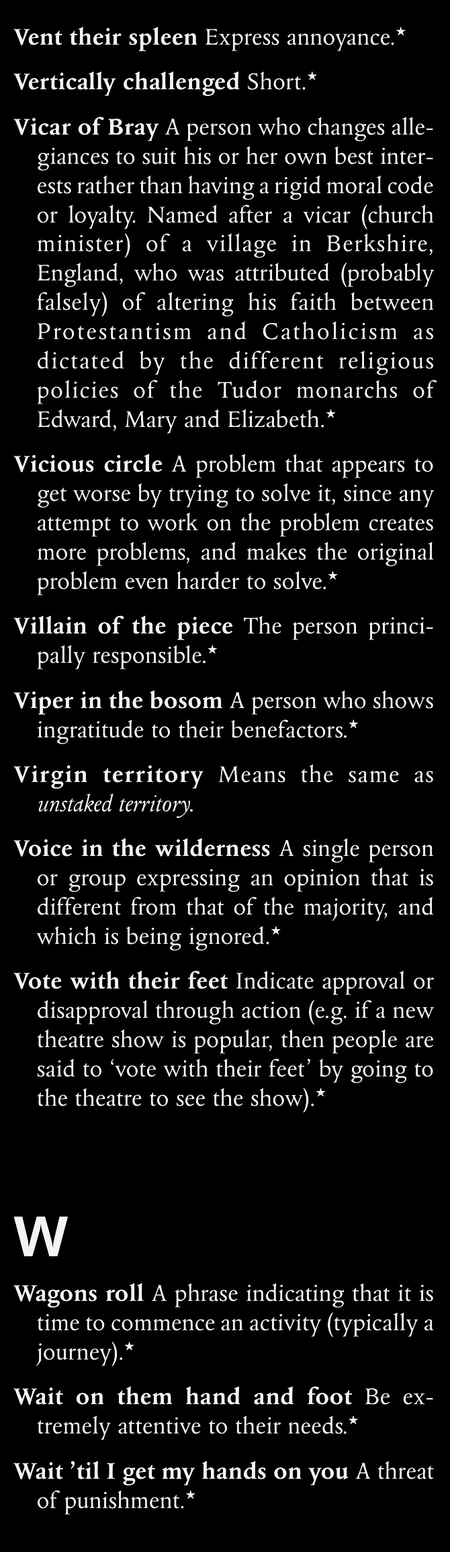 Vent their spleen Express annoyance.★
Vertically challenged Short.★
Vicar of Bray A person who changes alle-
giances to suit his or her own best inter-
ests rather than having a rigid moral code
or loyalty. Named after a vicar (church
minister) of a village in Berkshire,
England, who was attributed (probably
falsely) of altering his faith between
Protestantism and Catholicism as
dictated by the different religious
policies of the Tudor monarchs of
Edward, Mary and Elizabeth.★
Vicious circle A problem that appears to
get worse by trying to solve it, since any
attempt to work on the problem creates
more problems, and makes the original
problem even harder to solve.★
Villain of the piece The person princi-
pally responsible.★
Viper in the bosom A person who shows
ingratitude to their benefactors.★
Virgin territory Means the same as
unstaked territory.
Voice in the wilderness A single person
or group expressing an opinion that is
different from that of the majority, and
which is being ignored.★
Vote with their feet Indicate approval or
disapproval through action (e.g. if a new
theatre show is popular, then people are
said to ‘vote with their feet’ by going to
the theatre to see the show).★
W
Wagons roll A phrase indicating that it is
time to commence an activity (typically a
journey).★
Wait on them hand and foot Be ex-
tremely attentive to their needs.★
Wait ’til I get my hands on you A threat
of punishment.★